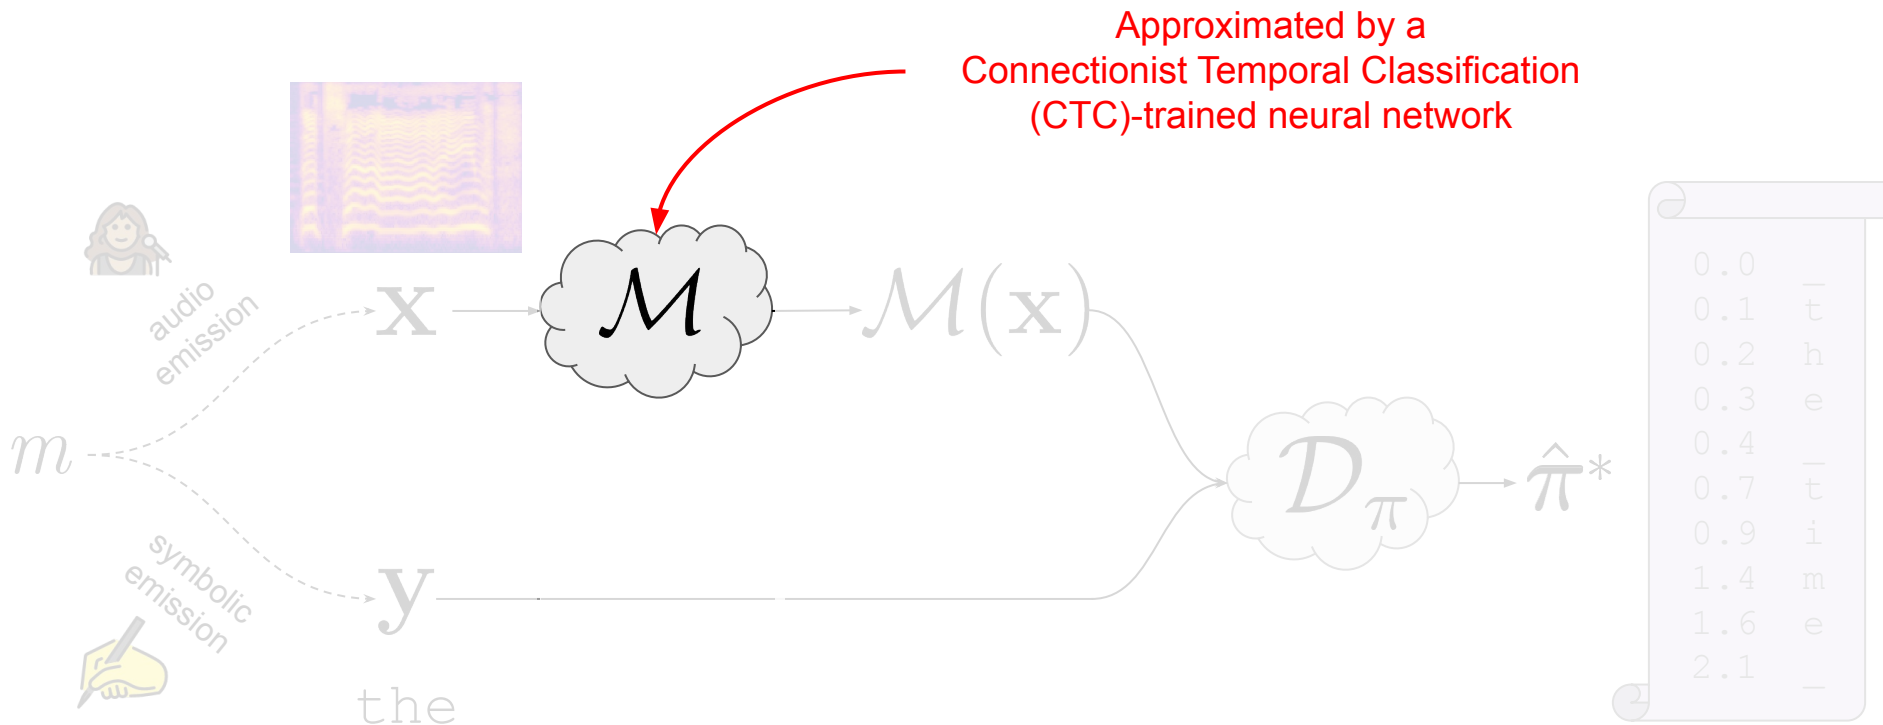 Approximated by a
Connectionist Temporal Classification
(CTC)-trained neural network
audio
emission
x
ℳ
ℳ(x)
m
𝒟π
π̂*
symbolic
emission
y
the
0.0 _
0.1 t
0.2 h
0.3 e
0.4 _
0.7 t
0.9 i
1.4 m
1.6 e
2.1 _